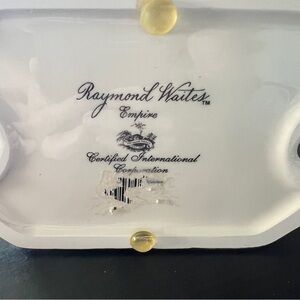 Raymond Waites™
Empire
Certified International
Corporation